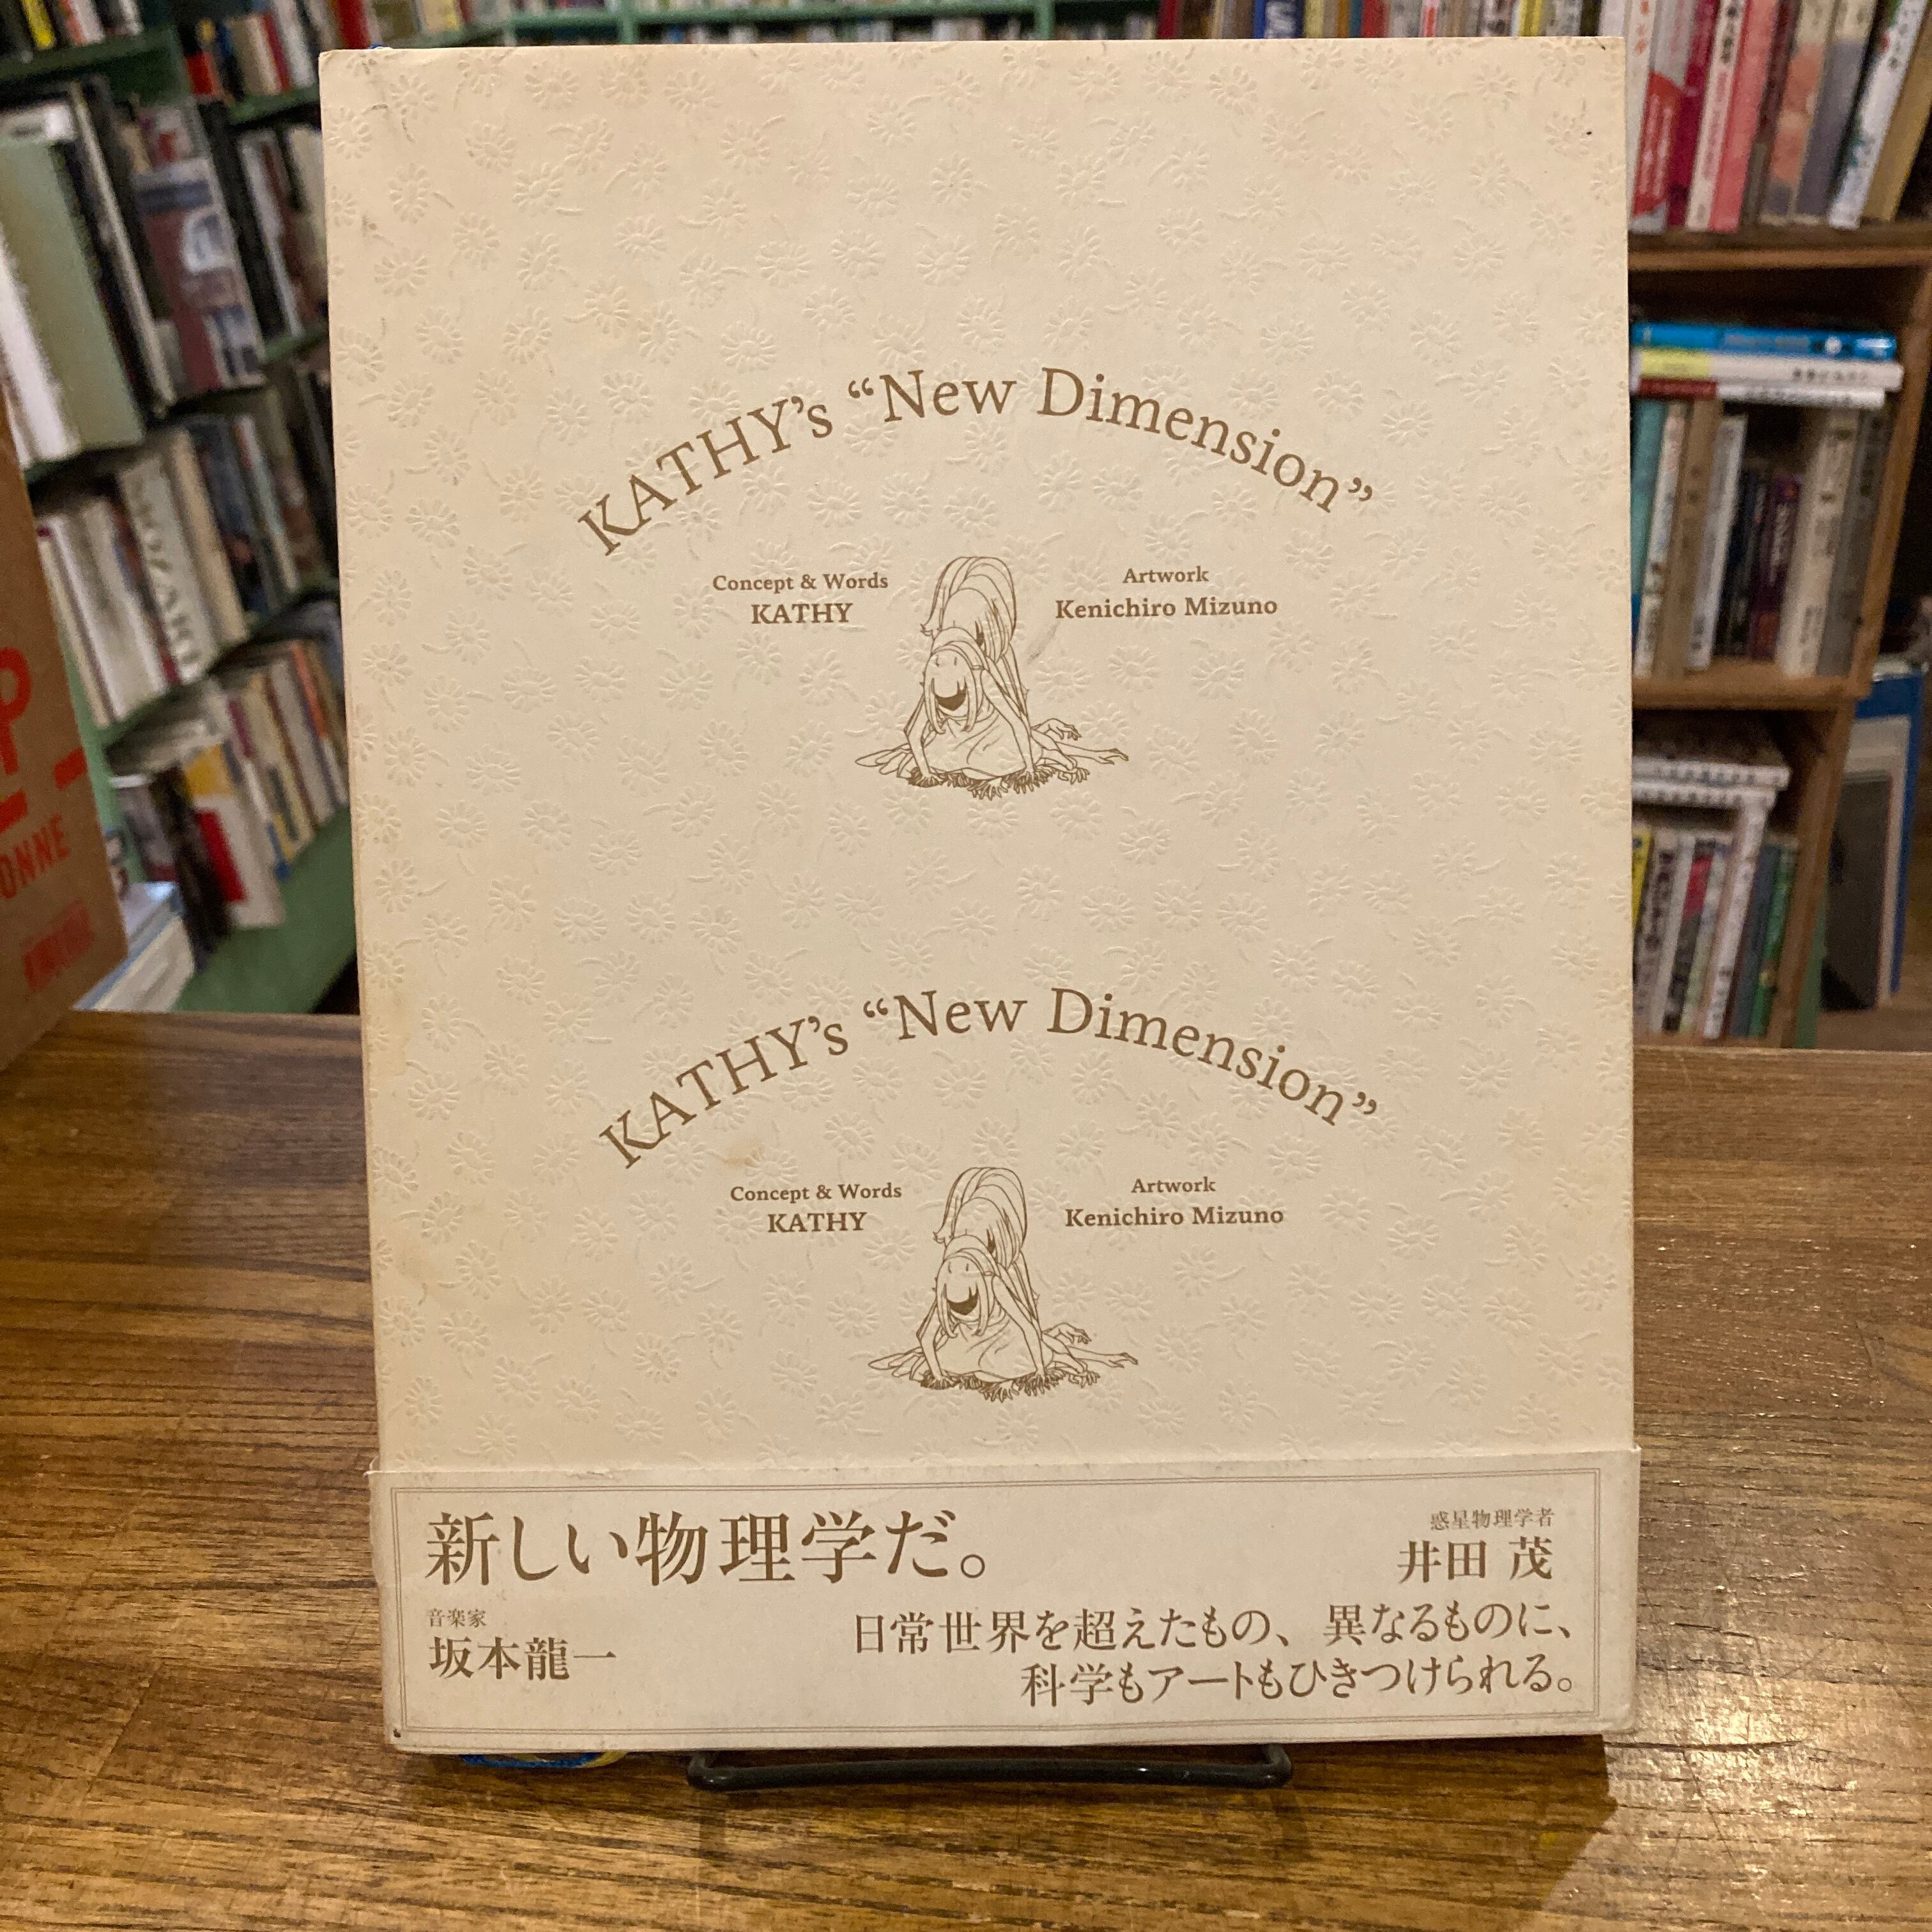 KATHY's “New Dimension”
Concept & Words
KATHY
Artwork
Kenichiro Mizuno
KATHY's “New Dimension”
Concept & Words
KATHY
Artwork
Kenichiro Mizuno
新しい物理学だ。
音楽家
坂本龍一
惑星物理学者
井田 茂
日常世界を超えたもの、異なるものに、
科学もアートもひきつけられる。
ONNE